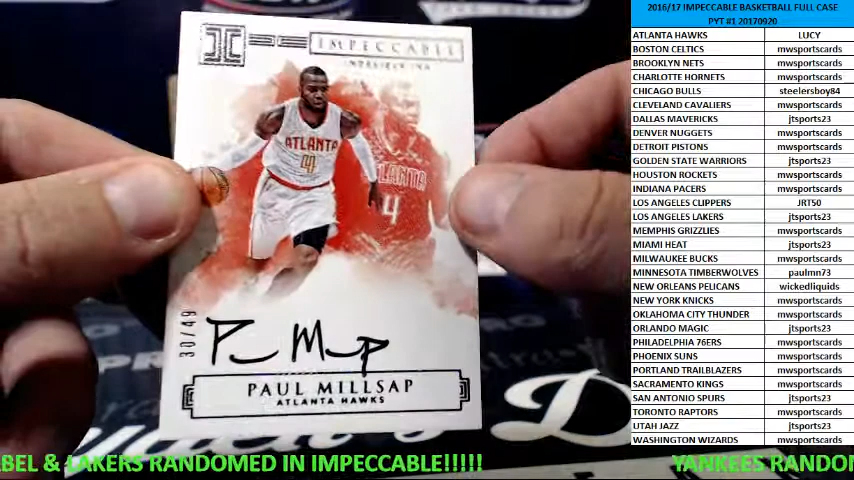 2016/17 IMPECCABLE BASKETBALL FULL CASE
PYT #1 20170920
ATLANTA HAWKS LUCY
BOSTON CELTICS mwsportscards
BROOKLYN NETS mwsportscards
CHARLOTTE HORNETS mwsportscards
CHICAGO BULLS steelersboy84
CLEVELAND CAVALIERS mwsportscards
DALLAS MAVERICKS jtsports23
DENVER NUGGETS mwsportscards
DETROIT PISTONS mwsportscards
GOLDEN STATE WARRIORS jtsports23
HOUSTON ROCKETS mwsportscards
INDIANA PACERS mwsportscards
LOS ANGELES CLIPPERS JRT50
LOS ANGELES LAKERS jtsports23
MEMPHIS GRIZZLIES mwsportscards
MIAMI HEAT jtsports23
MILWAUKEE BUCKS mwsportscards
MINNESOTA TIMBERWOLVES paulmn73
NEW ORLEANS PELICANS wickedliquids
NEW YORK KNICKS mwsportscards
OKLAHOMA CITY THUNDER mwsportscards
ORLANDO MAGIC jtsports23
PHILADELPHIA 76ERS mwsportscards
PHOENIX SUNS mwsportscards
PORTLAND TRAILBLAZERS mwsportscards
SACRAMENTO KINGS mwsportscards
SAN ANTONIO SPURS jtsports23
TORONTO RAPTORS mwsportscards
UTAH JAZZ jtsports23
WASHINGTON WIZARDS mwsportscards
IMPECCABLE
INDELIBLE INK
ATLANTA
4
LANTA
4
30/49
PAUL MILLSAP
ATLANTA HAWKS
BEL & LAKERS RANDOMED IN IMPECCABLE!!!!! YANKEES RANDOM